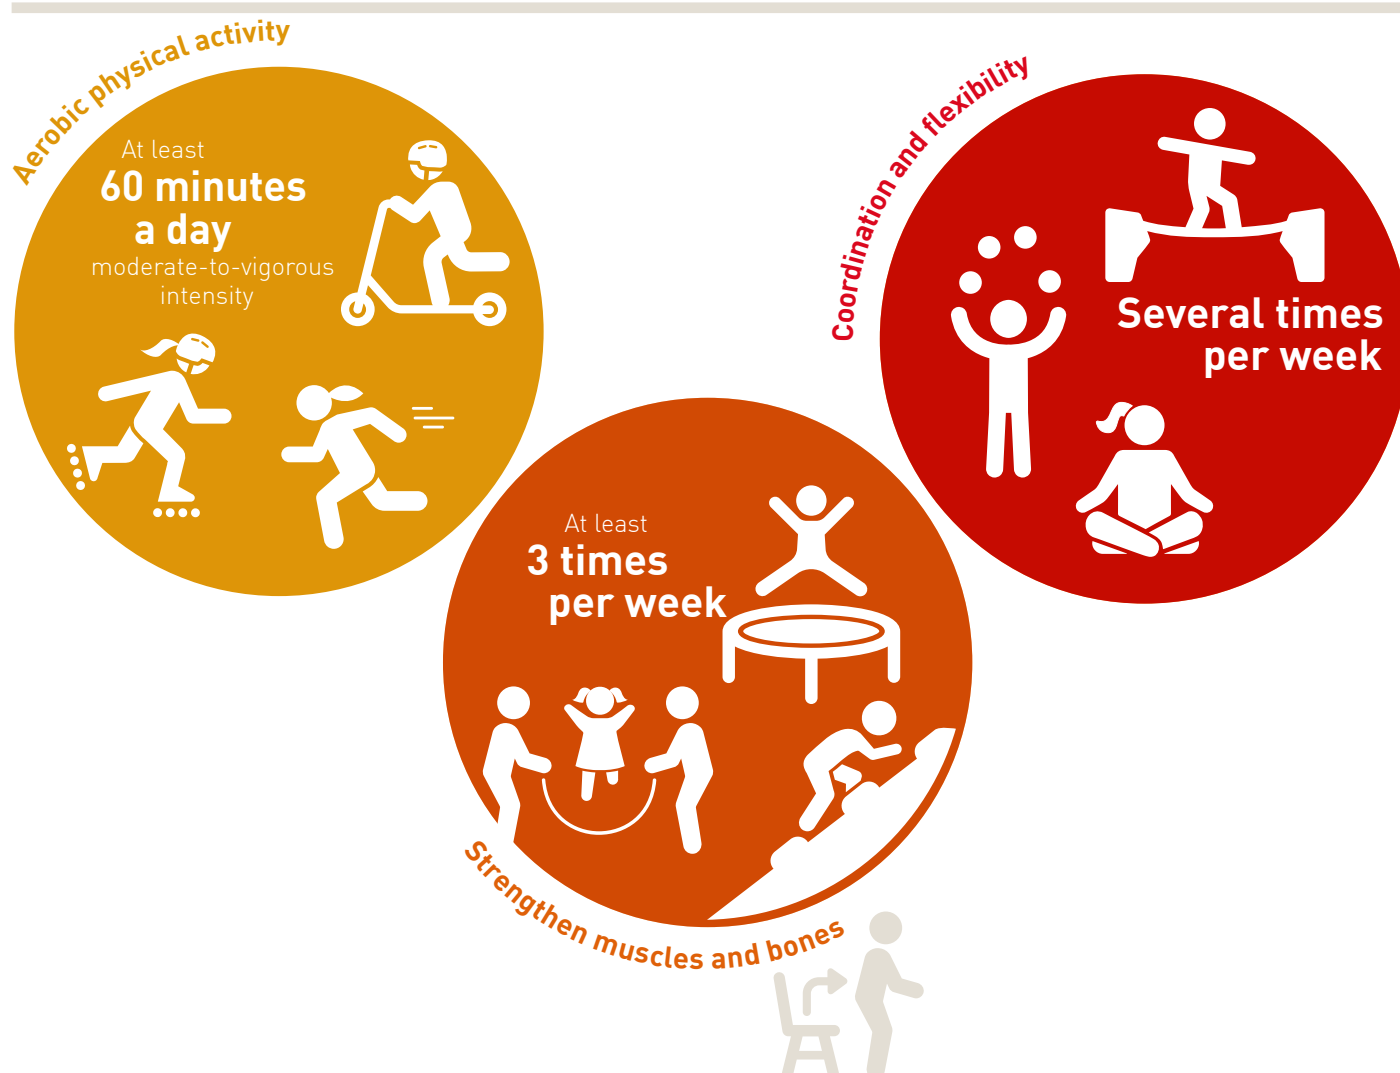 Aerobic physical activity
At least
60 minutes
a day
moderate-to-vigorous
intensity
Coordination and flexibility
Several times
per week
At least
3 times
per week
Strengthen muscles and bones